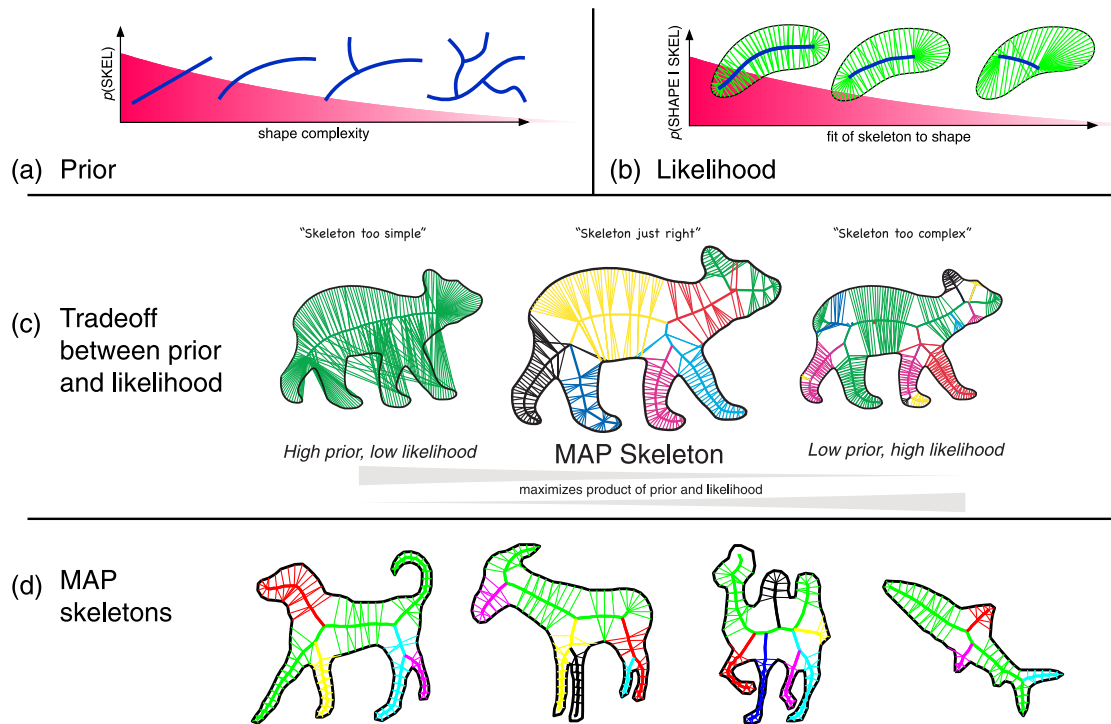 p(SKEL)
shape complexity
(a) Prior
p(SHAPE I SKEL)
fit of skeleton to shape
(b) Likelihood
(c) Tradeoff
between prior
and likelihood
"Skeleton too simple"
"Skeleton just right"
"Skeleton too complex"
High prior, low likelihood
MAP Skeleton
Low prior, high likelihood
maximizes product of prior and likelihood
(d) MAP
skeletons